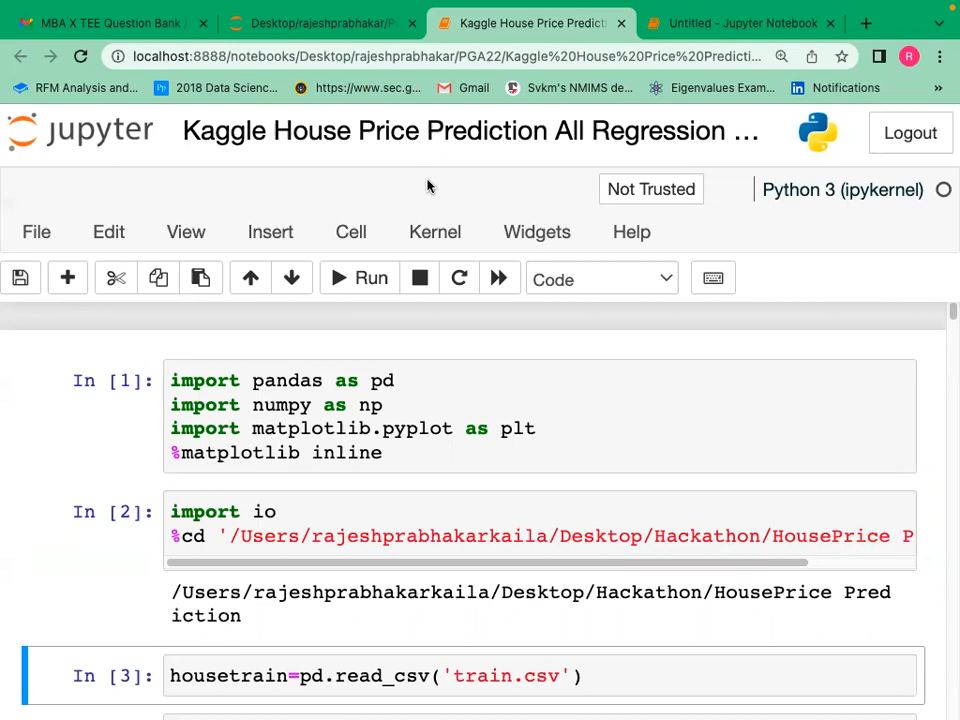 MBA X TEE Question Bank /
Desktop/rajeshprabhakar/P
Kaggle House Price Predicti
Untitled - Jupyter Notebook
localhost:8888/notebooks/Desktop/rajeshprabhakar/PGA22/Kaggle%20House%20Price%20Predicti...
RFM Analysis and...
2018 Data Scienc...
https://www.sec.g...
Gmail
Svkm's NMIMS de...
Eigenvalues Exam...
Notifications
»
jupyter
Kaggle House Price Prediction All Regression ...
Logout
Not Trusted
Python 3 (ipykernel)
File Edit View Insert Cell Kernel Widgets Help
Run
Code
In [1]:
import pandas as pd
import numpy as np
import matplotlib.pyplot as plt
%matplotlib inline
In [2]:
import io
%cd '/Users/rajeshprabhakarkaila/Desktop/Hackathon/HousePrice P
/Users/rajeshprabhakarkaila/Desktop/Hackathon/HousePrice Pred
iction
In [3]:
housetrain=pd.read_csv('train.csv')